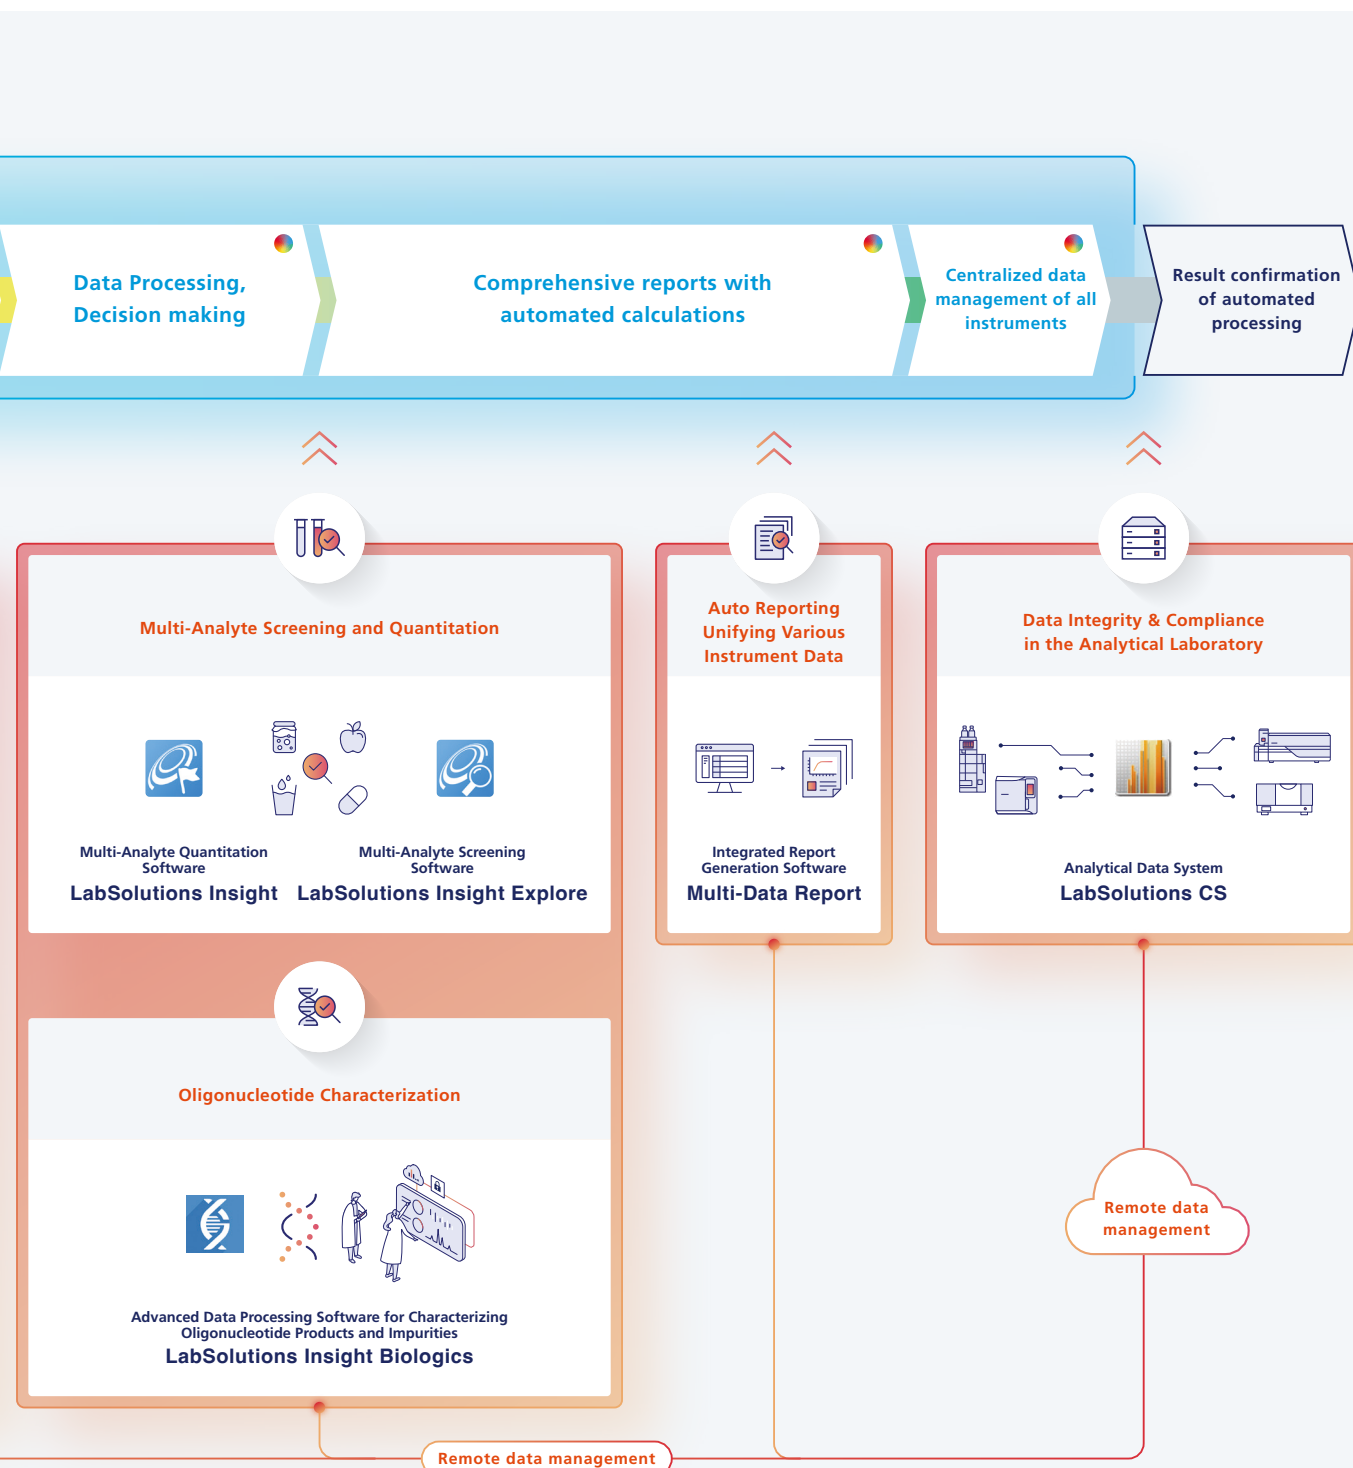 Data Processing,
Decision making
Comprehensive reports with
automated calculations
Centralized data
management of all
instruments
Result confirmation
of automated
processing
Multi-Analyte Screening and Quantitation
Multi-Analyte Quantitation
Software
LabSolutions Insight
Multi-Analyte Screening
Software
LabSolutions Insight Explore
Auto Reporting
Unifying Various
Instrument Data
Integrated Report
Generation Software
Multi-Data Report
Data Integrity & Compliance
in the Analytical Laboratory
Analytical Data System
LabSolutions CS
Oligonucleotide Characterization
Advanced Data Processing Software for Characterizing
Oligonucleotide Products and Impurities
LabSolutions Insight Biologics
Remote data
management
Remote data management